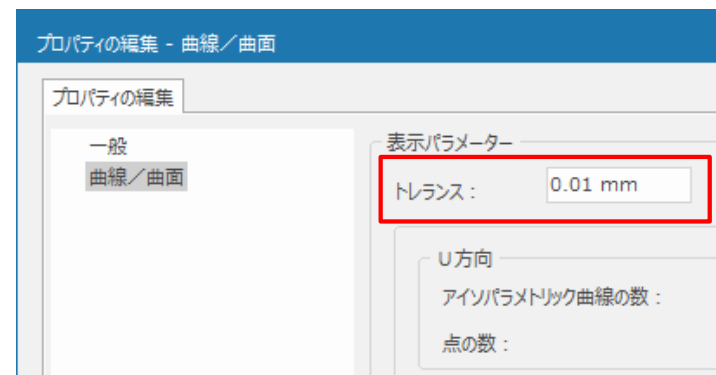 プロパティの編集 - 曲線／曲面
プロパティの編集
一般
曲線／曲面
表示パラメーター
トレランス：
0.01 mm
U方向
アイソパラメトリック曲線の数：
点の数：